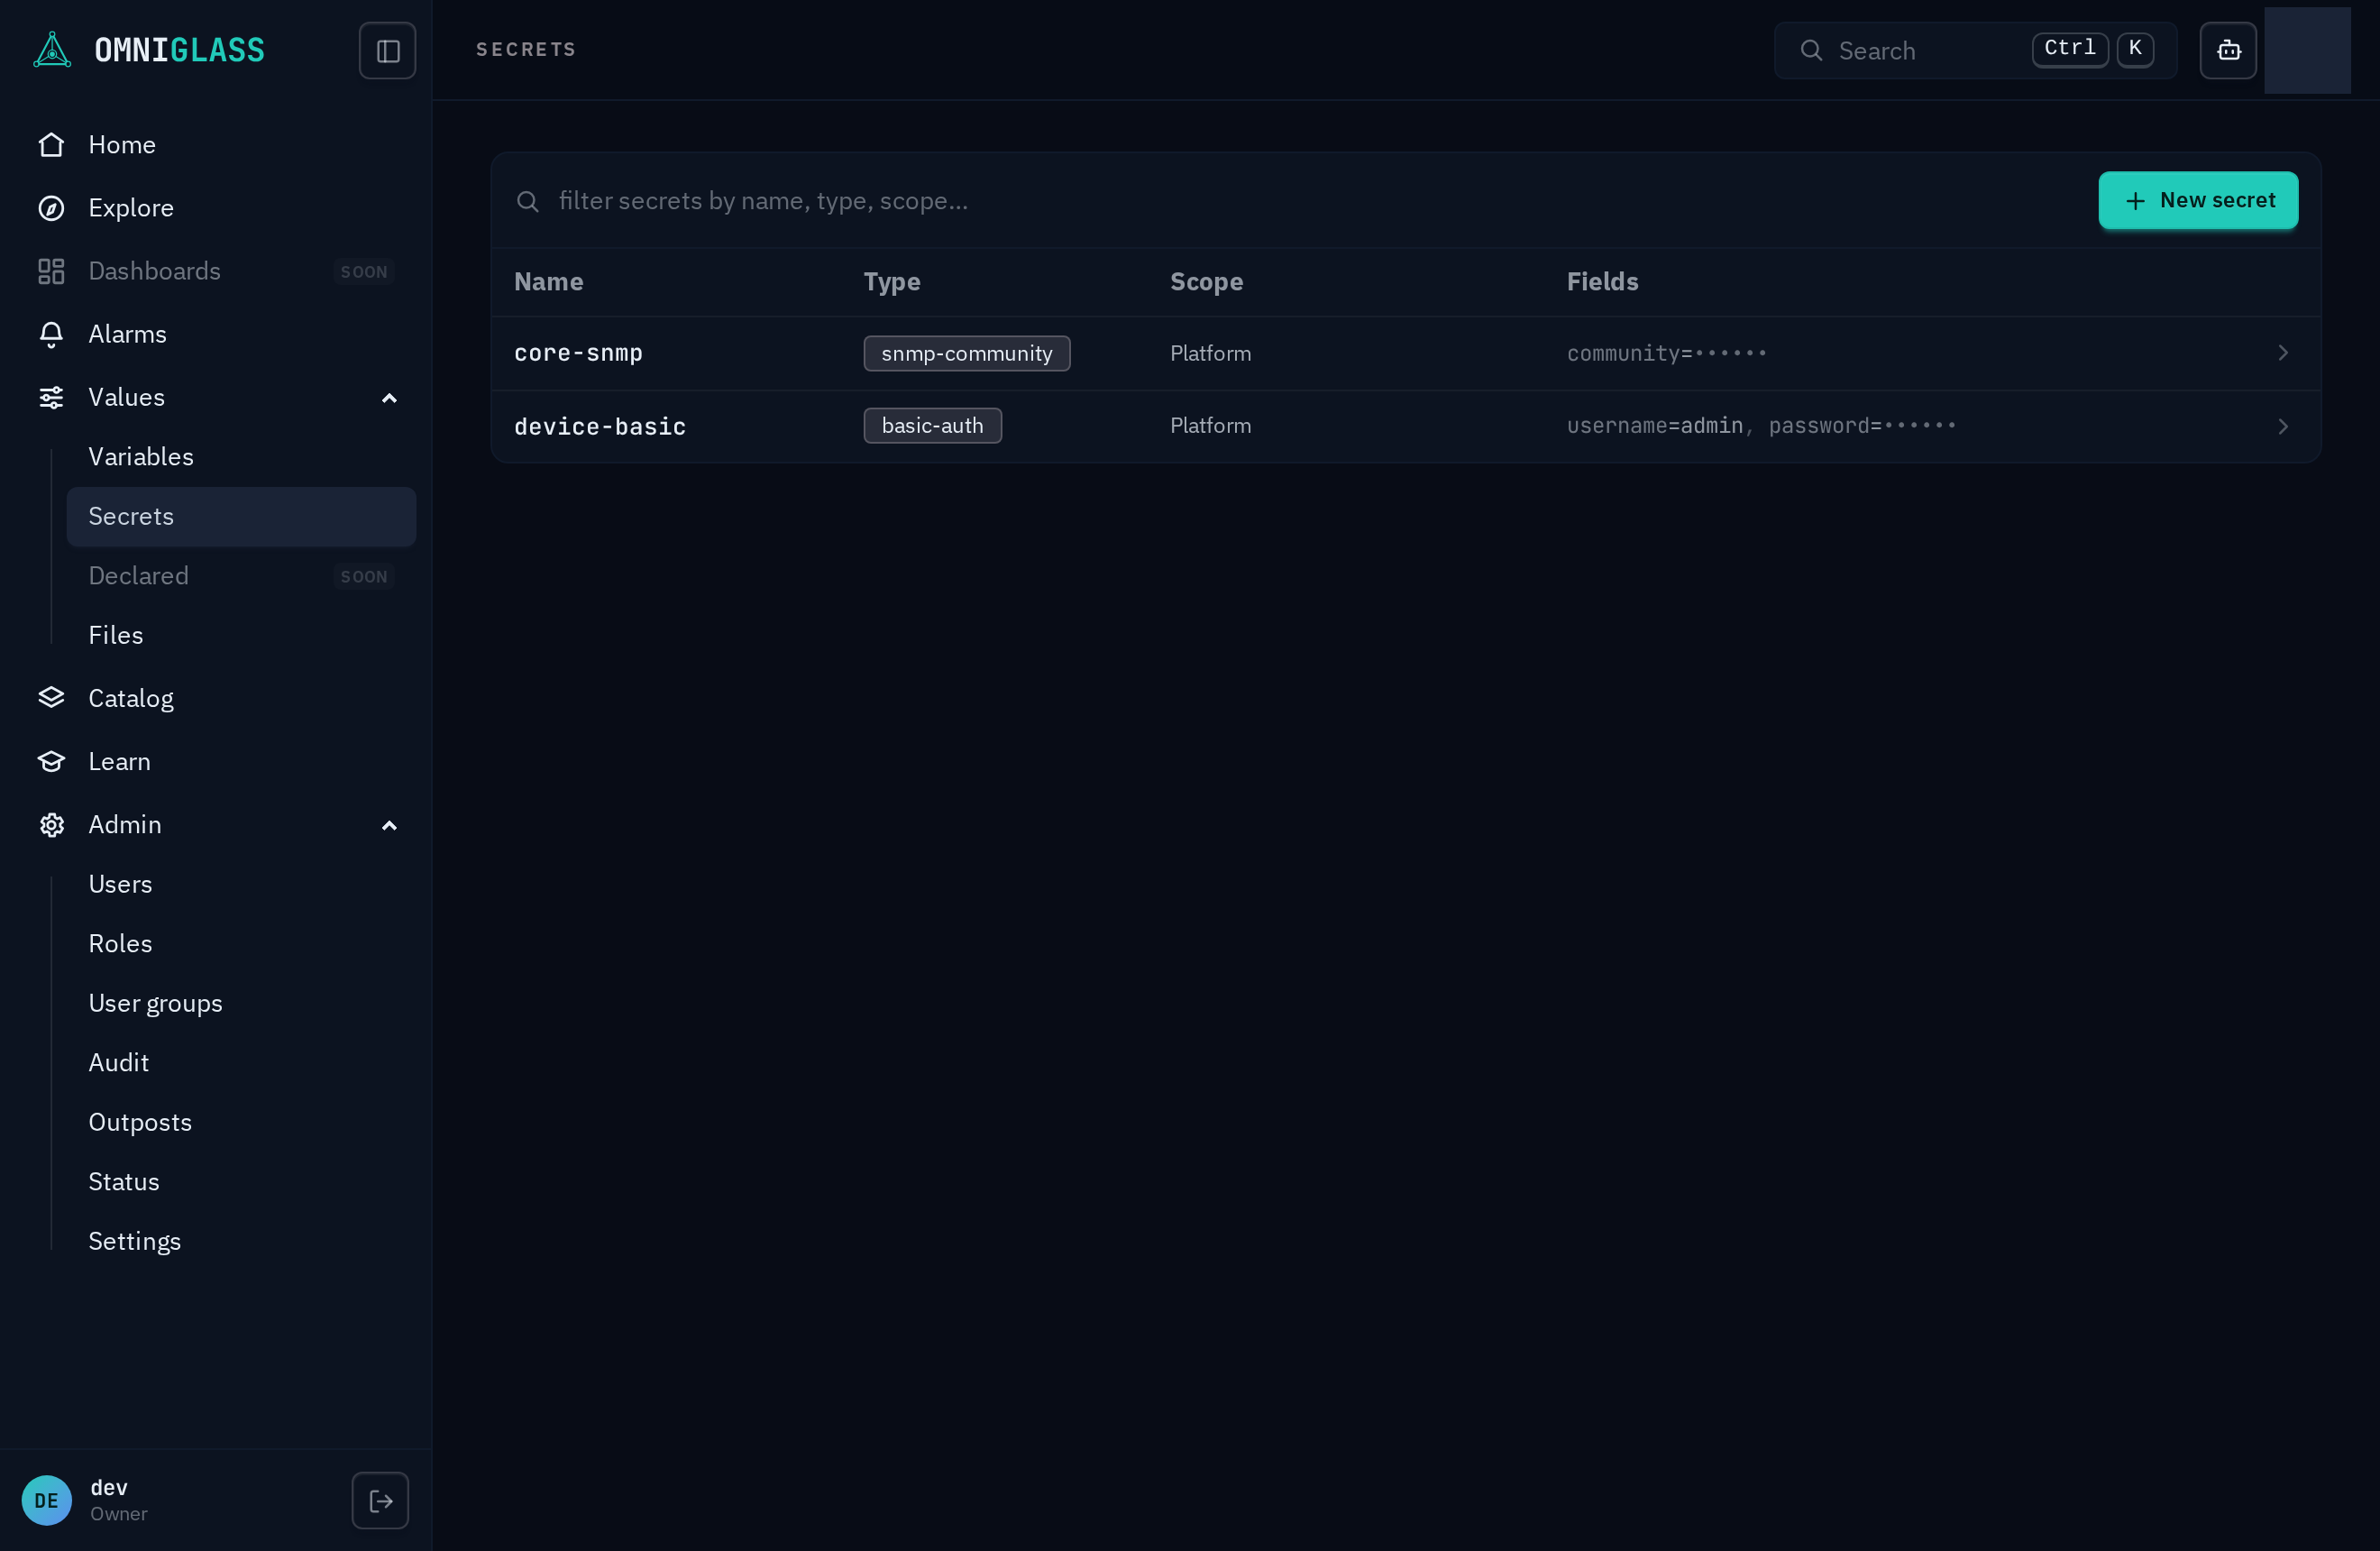 OMNIGLASS
SECRETS
Search Ctrl K
Home
Explore
Dashboards SOON
Alarms
Values
Variables
Secrets
Declared SOON
Files
Catalog
Learn
Admin
Users
Roles
User groups
Audit
Outposts
Status
Settings
DE dev
Owner
filter secrets by name, type, scope...
New secret
Name Type Scope Fields
core-snmp snmp-community Platform community=••••••
device-basic basic-auth Platform username=admin, password=••••••